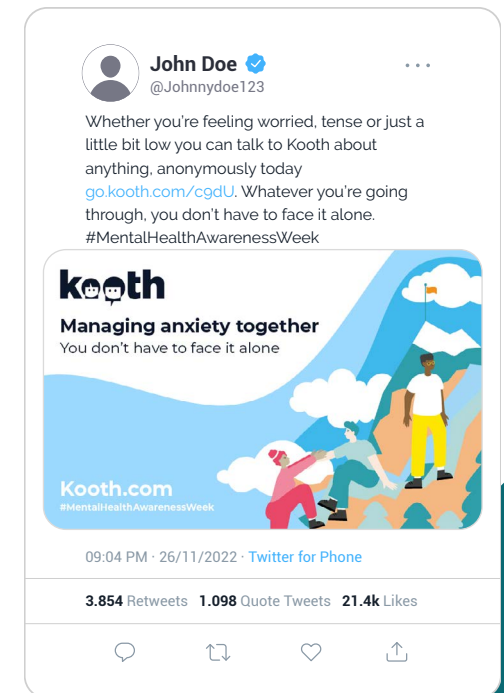 John Doe
@Johnnydoe123
Whether you're feeling worried, tense or just a
little bit low you can talk to Kooth about
anything, anonymously today
go.kooth.com/c9dU. Whatever you're going
through, you don't have to face it alone.
#MentalHealthAwarenessWeek
kooth
Managing anxiety together
You don't have to face it alone
Kooth.com
#MentalHealthAwarenessWeek
09:04 PM · 26/11/2022 · Twitter for Phone
3.854 Retweets 1.098 Quote Tweets 21.4k Likes